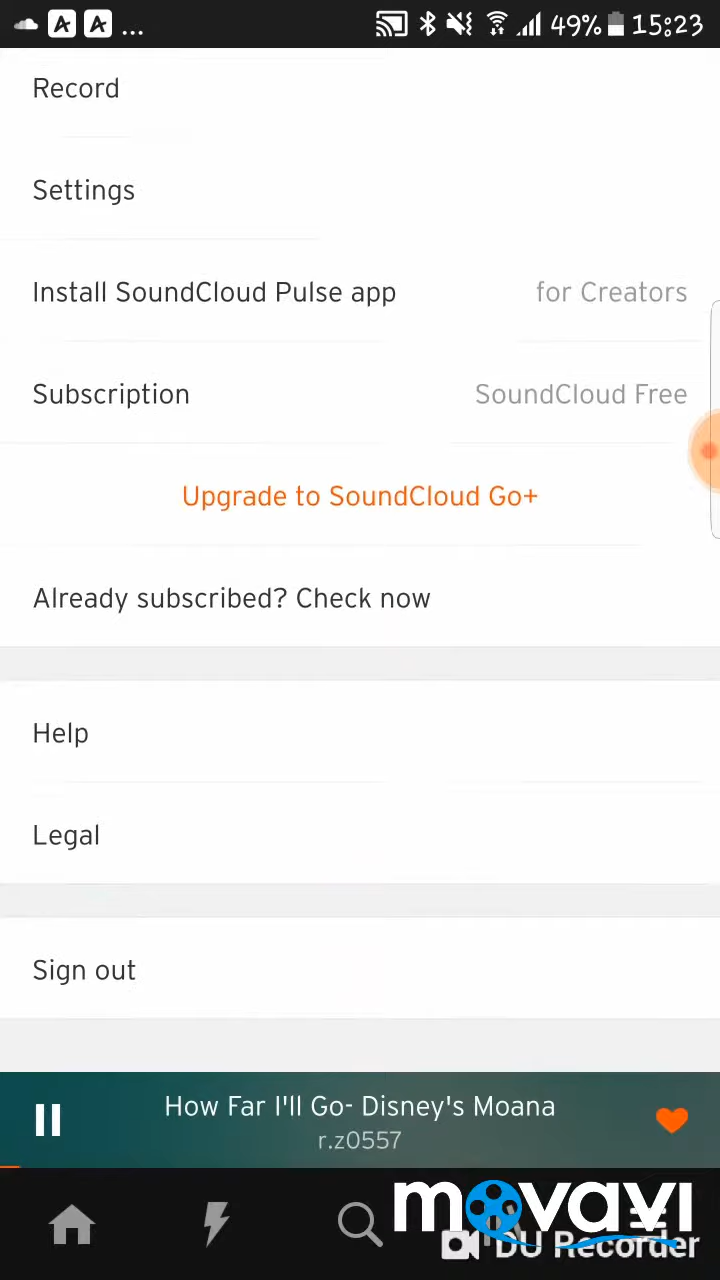 ... 49% 15:23
Record
Settings
Install SoundCloud Pulse app for Creators
Subscription SoundCloud Free
Upgrade to SoundCloud Go+
Already subscribed? Check now
Help
Legal
Sign out
How Far I'll Go- Disney's Moana
r.z0557
movavi
DU Recorder